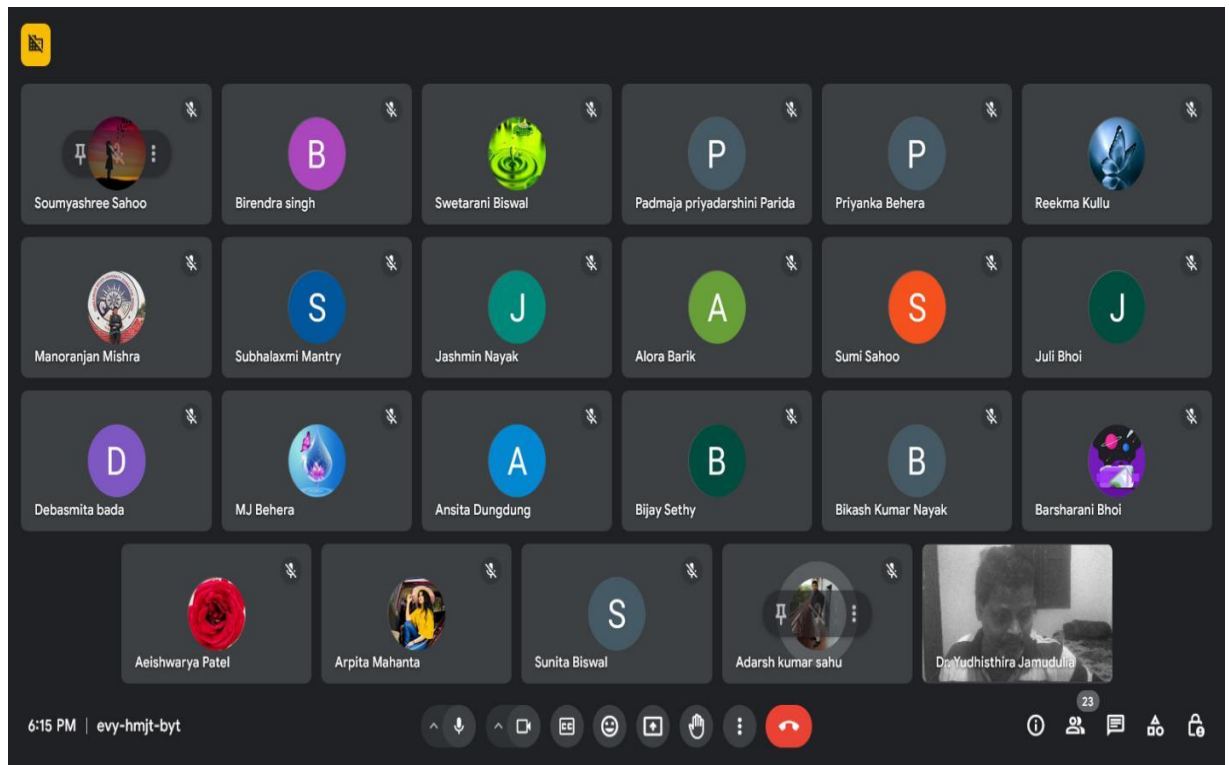 Soumyashree Sahoo
B
Birendra singh
Swetarani Biswal
P
Padmaja priyadarshini Parida
P
Priyanka Behera
Reekma Kullu
Manoranjan Mishra
S
Subhalaxmi Mantry
J
Jashmin Nayak
A
Alora Barik
S
Sumi Sahoo
J
Juli Bhoi
D
Debasmita bada
MJ Behera
A
Ansita Dungdung
B
Bijay Sethy
B
Bikash Kumar Nayak
Barsharani Bhoi
Aeishwarya Patel
Arpita Mahanta
S
Sunita Biswal
Adarsh kumar sahu
Dr. Yudhisthira Jamudulia
6:15 PM | evy-hmjt-byt
CC
23